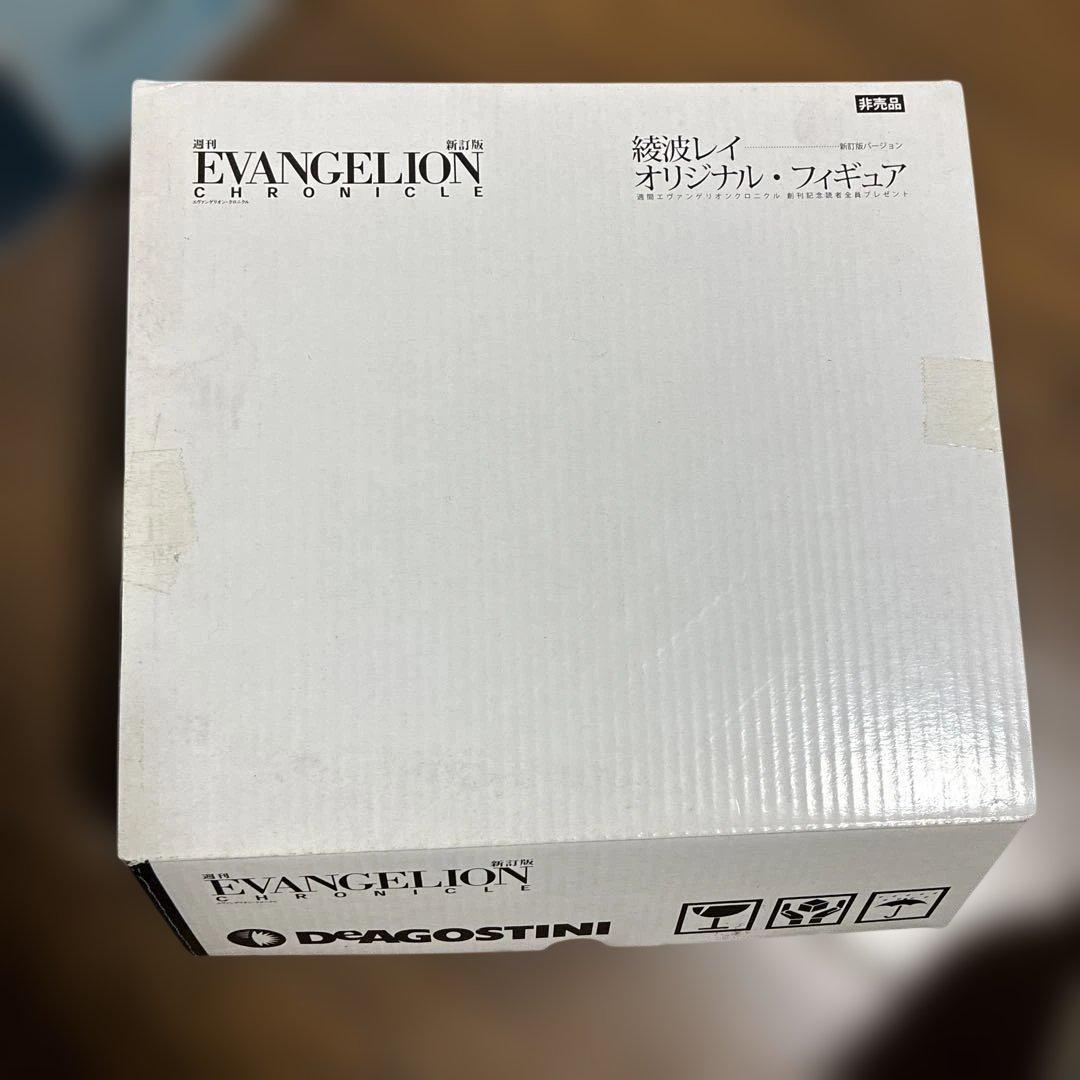 非売品
週刊 新訂版
EVANGELION
CHRONICLE
エヴァンゲリオン・クロニクル
綾波レイ 新訂版バージョン
オリジナル・フィギュア
週間エヴァンゲリオンクロニクル 創刊記念読者全員プレゼント
週刊 新訂版
EVANGELION
CHRONICLE
DeAGOSTINI